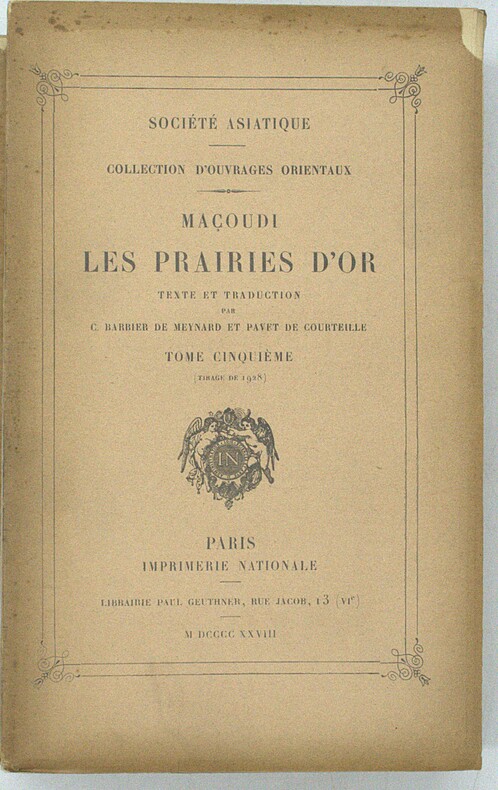 SOCIÉTÉ ASIATIQUE
COLLECTION D'OUVRAGES ORIENTAUX
MAÇOUDI
LES PRAIRIES D'OR
TEXTE ET TRADUCTION
PAR
C. BARBIER DE MEYNARD ET PAVET DE COURTEILLE
TOME CINQUIÈME
(TIRAGE DE 1928)
IN
PARIS
IMPRIMERIE NATIONALE
LIBRAIRIE PAUL GEUTHNER, RUE JACOB, 13 (VIᵉ)
M DCCCC XXVIII